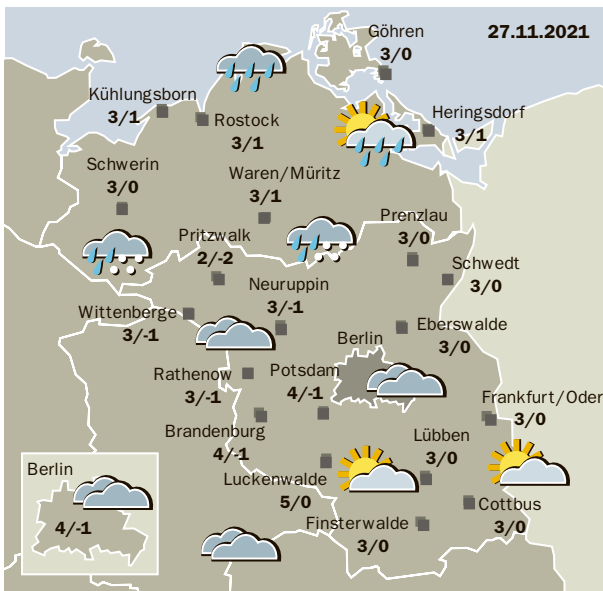 Göhren
3/0
27.11.2021
Kühlungsborn
3/1
Rostock
3/1
Heringsdorf
3/1
Schwerin
3/0
Waren/Müritz
3/1
Prenzlau
3/0
Pritzwalk
2/-2
Schwedt
3/0
Neuruppin
3/-1
Wittenberge
3/-1
Eberswalde
3/0
Berlin
Rathenow
3/-1
Potsdam
4/-1
Frankfurt/Oder
3/0
Brandenburg
4/-1
Lübben
3/0
Luckenwalde
5/0
Cottbus
3/0
Finsterwalde
3/0
Berlin
4/-1